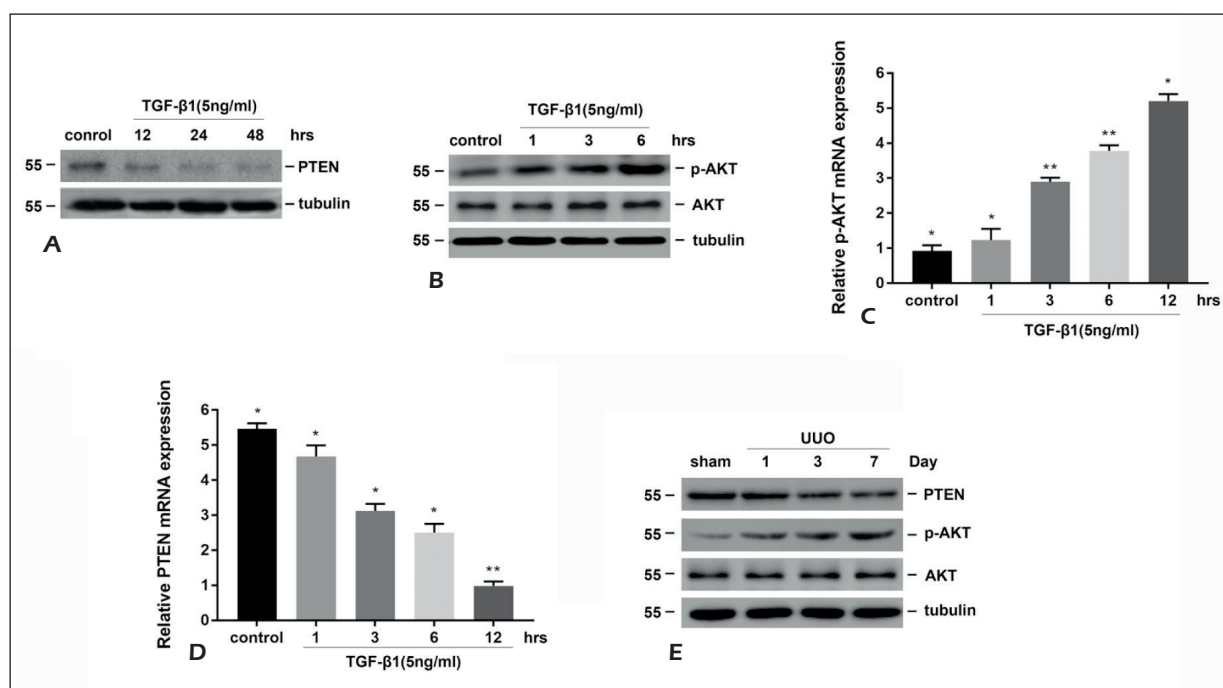 TGF-β1(5ng/ml)
conrol 12 24 48 hrs
55 – – PTEN
55 – – tubulin
A
TGF-β1(5ng/ml)
control 1 3 6 hrs
55 – – p-AKT
55 – – AKT
55 – – tubulin
B
Relative p-AKT mRNA expression
6
5
4
3
2
1
0
* * ** ** *
control 1 3 6 12 hrs
TGF-β1(5ng/ml)
C
Relative PTEN mRNA expression
6
5
4
3
2
1
0
* * * * **
control 1 3 6 12 hrs
TGF-β1(5ng/ml)
D
UUO
sham 1 3 7 Day
55 – – PTEN
55 – – p-AKT
55 – – AKT
55 – – tubulin
E